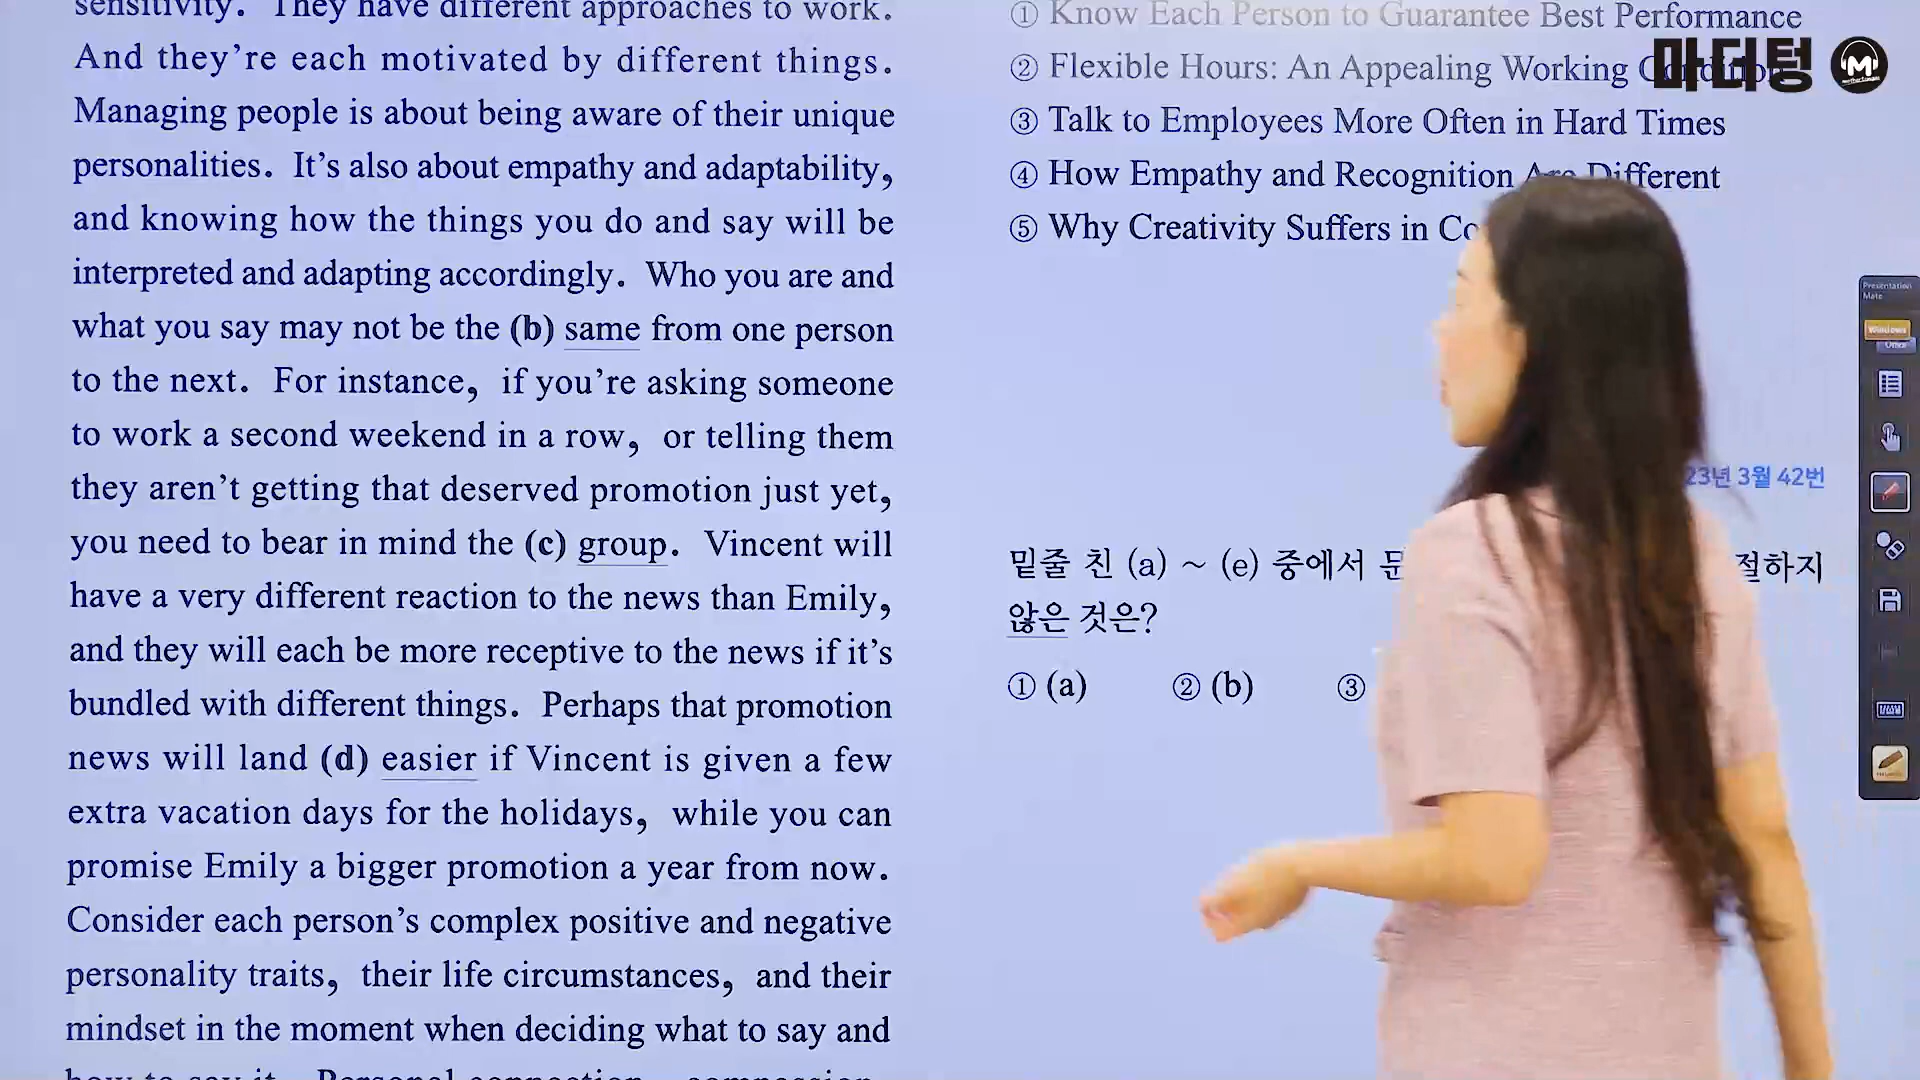 sensitivity. They have different approaches to work.
And they're each motivated by different things.
Managing people is about being aware of their unique
personalities. It's also about empathy and adaptability,
and knowing how the things you do and say will be
interpreted and adapting accordingly. Who you are and
what you say may not be the (b) same from one person
to the next. For instance, if you're asking someone
to work a second weekend in a row, or telling them
they aren't getting that deserved promotion just yet,
you need to bear in mind the (c) group. Vincent will
have a very different reaction to the news than Emily,
and they will each be more receptive to the news if it's
bundled with different things. Perhaps that promotion
news will land (d) easier if Vincent is given a few
extra vacation days for the holidays, while you can
promise Emily a bigger promotion a year from now.
Consider each person's complex positive and negative
personality traits, their life circumstances, and their
mindset in the moment when deciding what to say and
how to say it. Personal connection, compassion,
① Know Each Person to Guarantee Best Performance
② Flexible Hours: An Appealing Working
③ Talk to Employees More Often in Hard Times
④ How Empathy and Recognition Are Different
⑤ Why Creativity Suffers in Co
23년 3월 42번
밑줄 친 (a) ~ (e) 중에서 절하지
않은 것은?
① (a) ② (b) ③
마더텅
M
Presentation
Mate
Windows